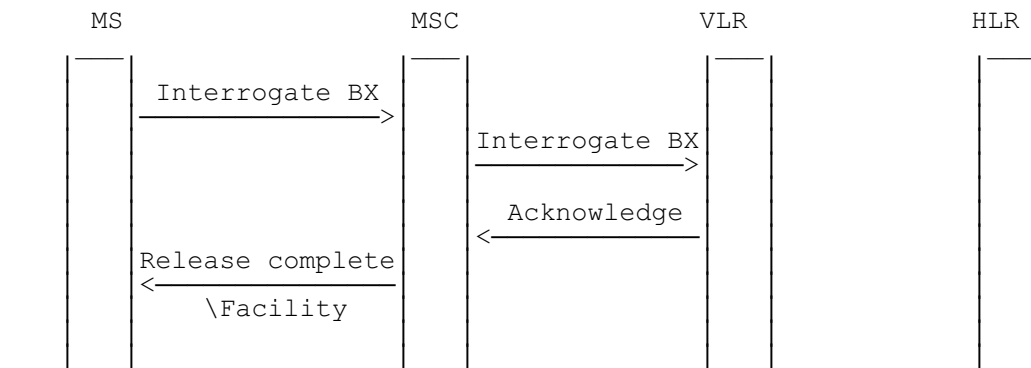 MS MSC VLR HLR
Interrogate BX
Interrogate BX
Acknowledge
Release complete
\Facility